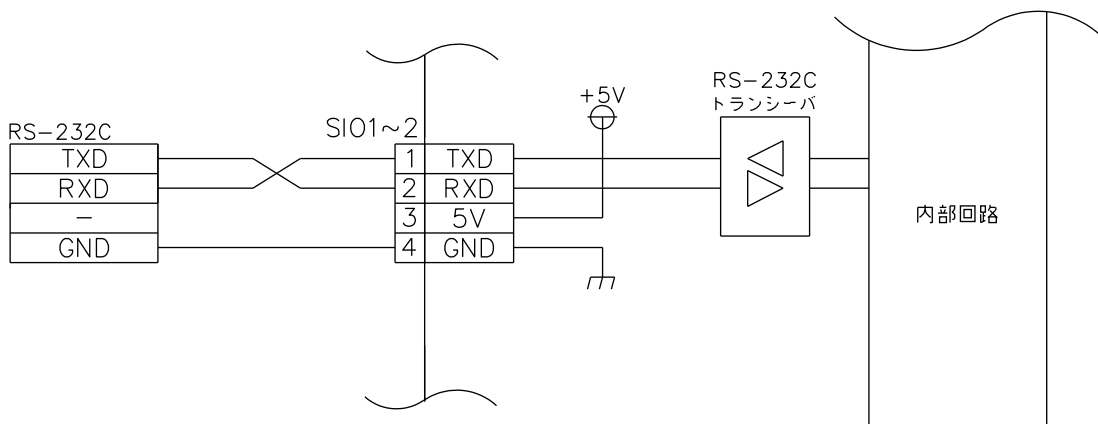 RS-232C
トランシーバ
+5V
SIO1~2
RS-232C
TXD
1 TXD
RXD
2 RXD
-
3 5V
内部回路
GND
4 GND